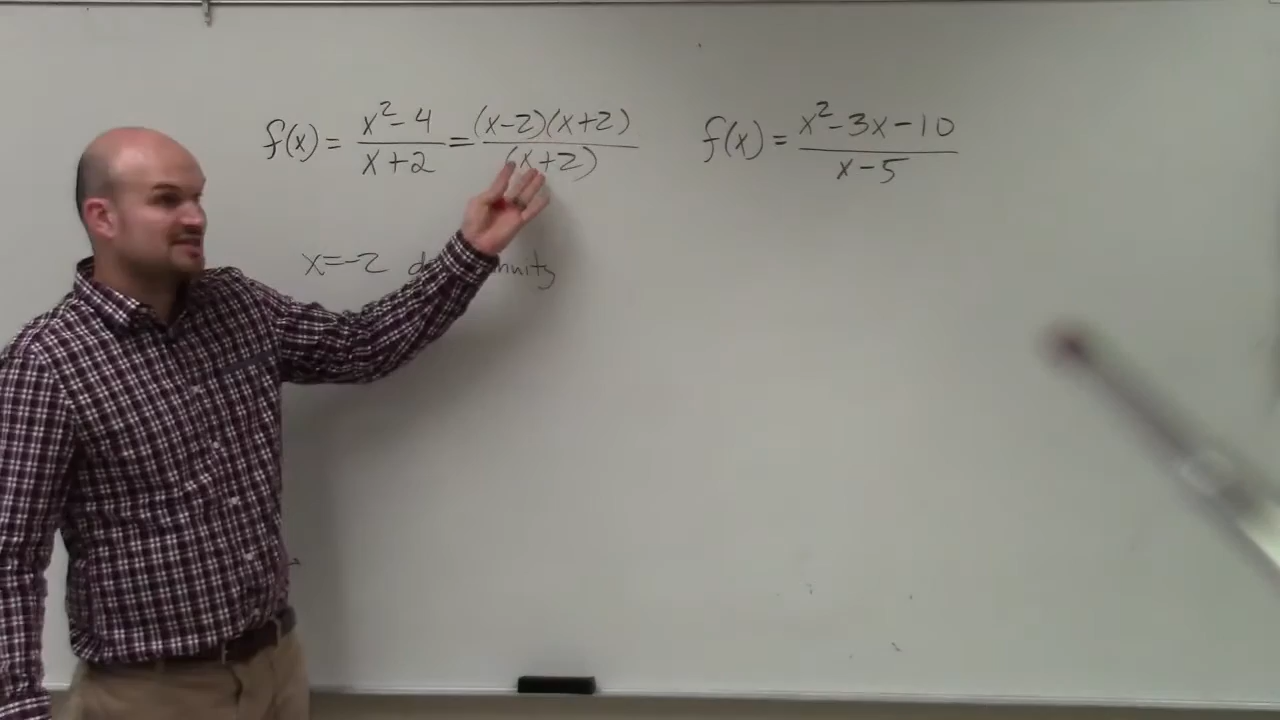 f(x) = x²-4 / x+2 = (x-2)(x+2) / (x+2)
x=-2
f(x) = x²-3x-10 / x-5